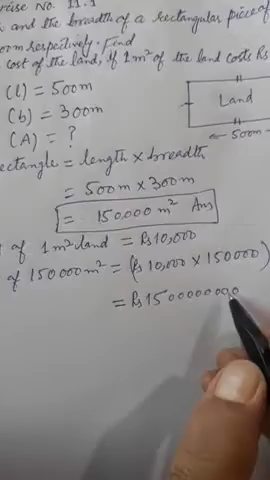 rcise No. 11.1
and the breadth of a rectangular piece of
00m respectively. Find
cost of the land, if 1m² of the land costs Rs
(l) = 500m
(b) = 300m
(A) = ?
Land
500m
ectangle = length × breadth
= 500m × 300m
= 150000 m² Ans
of 1m² land = Rs 10,000
of 150000m² = (Rs 10,000 × 150000)
= Rs 1500000000